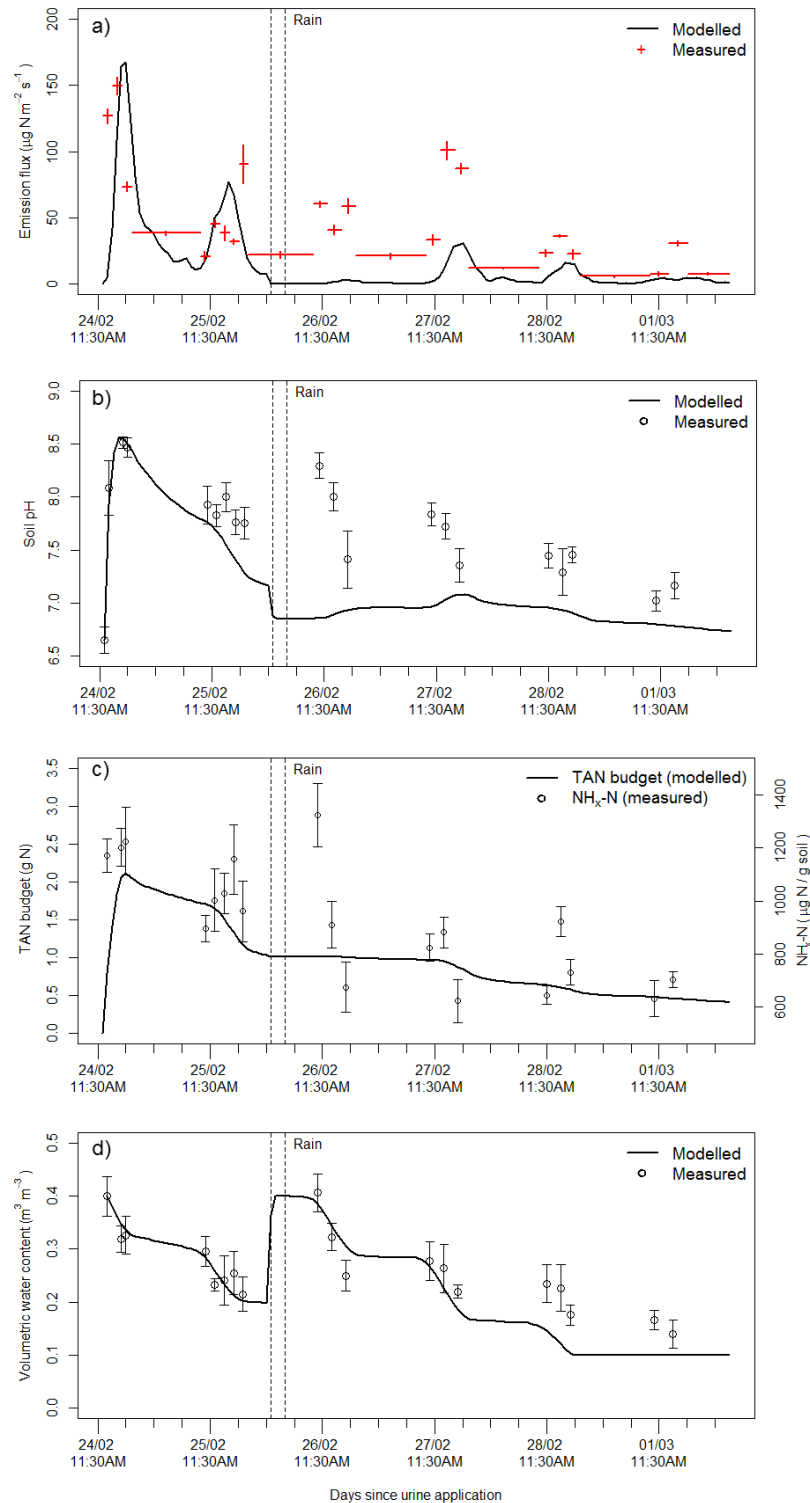 a)
Rain
Modelled
Measured
Emission flux (µg N m⁻² s⁻¹)
200
150
100
50
0
24/02 11:30AM
25/02 11:30AM
26/02 11:30AM
27/02 11:30AM
28/02 11:30AM
01/03 11:30AM
b)
Rain
Modelled
Measured
Soil pH
9.0
8.5
8.0
7.5
7.0
6.5
24/02 11:30AM
25/02 11:30AM
26/02 11:30AM
27/02 11:30AM
28/02 11:30AM
01/03 11:30AM
c)
Rain
TAN budget (modelled)
NHₓ-N (measured)
TAN budget (g N)
3.5
3.0
2.5
2.0
1.5
1.0
0.5
0.0
NHₓ-N (µg N / g soil)
1400
1200
1000
800
600
24/02 11:30AM
25/02 11:30AM
26/02 11:30AM
27/02 11:30AM
28/02 11:30AM
01/03 11:30AM
d)
Rain
Modelled
Measured
Volumetric water content (m³ m⁻³)
0.5
0.4
0.3
0.2
0.1
0.0
24/02 11:30AM
25/02 11:30AM
26/02 11:30AM
27/02 11:30AM
28/02 11:30AM
01/03 11:30AM
Days since urine application